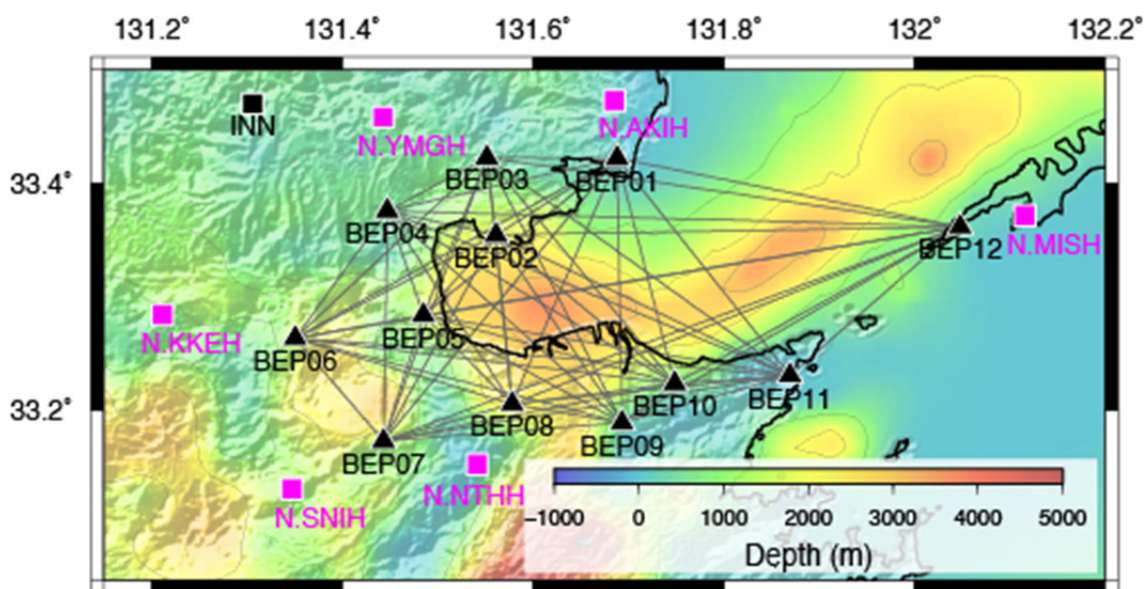 131.2° 131.4° 131.6° 131.8° 132° 132.2°
INN
N.YMGH
N.AKIH
BEP03
BEP01
33.4°
BEP04
BEP02
BEP12
N.MISH
N.KKEH
BEP05
BEP06
BEP10
BEP11
33.2°
BEP08
BEP09
BEP07
N.NTHH
N.SNIH
−1000 0 1000 2000 3000 4000 5000
Depth (m)